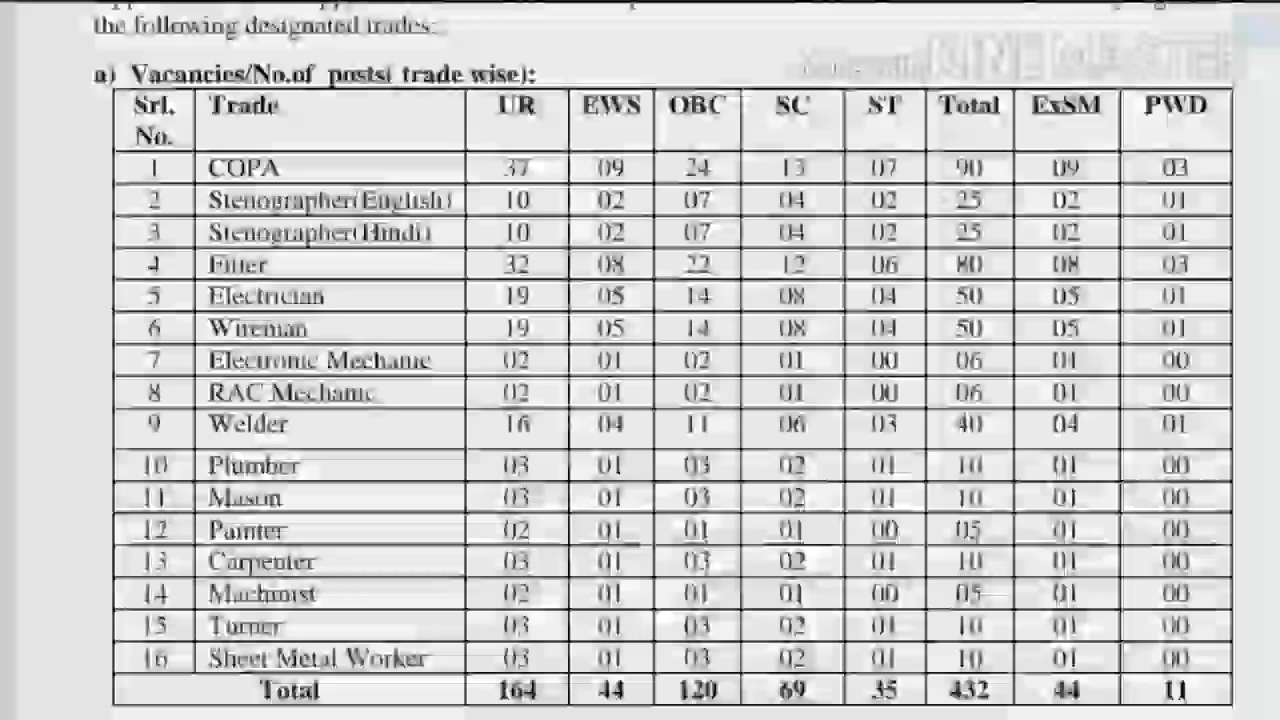 the following designated trades:
a) Vacancies/No.of posts( trade wise):
Srl. No. Trade UR EWS OBC SC ST Total ExSM PWD
1 COPA 37 09 24 13 07 90 09 03
2 Stenographer(English) 10 02 07 04 02 25 02 01
3 Stenographer(Hindi) 10 02 07 04 02 25 02 01
4 Fitter 32 08 22 12 06 80 08 03
5 Electrician 19 05 14 08 04 50 05 01
6 Wireman 19 05 14 08 04 50 05 01
7 Electronic Mechanic 02 01 02 01 00 06 01 00
8 RAC Mechanic 02 01 02 01 00 06 01 00
9 Welder 16 04 11 06 03 40 04 01
10 Plumber 03 01 03 02 01 10 01 00
11 Mason 03 01 03 02 01 10 01 00
12 Painter 02 01 01 01 00 05 01 00
13 Carpenter 03 01 03 02 01 10 01 00
14 Machinist 02 01 01 01 00 05 01 00
15 Turner 03 01 03 02 01 10 01 00
16 Sheet Metal Worker 03 01 03 02 01 10 01 00
Total 164 44 120 69 35 432 44 11